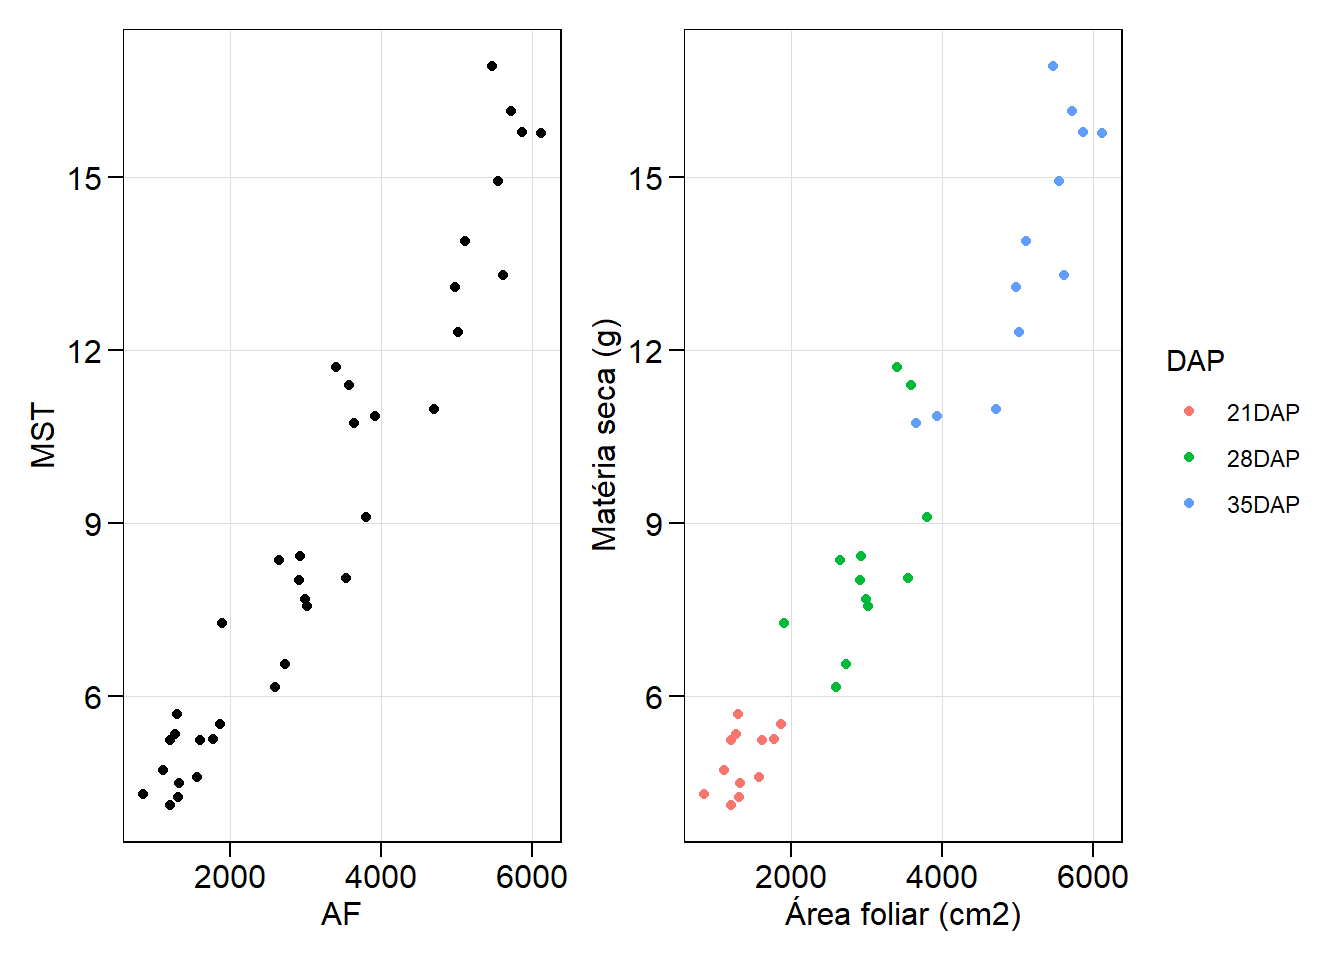 15
12
9
6
MST
2000 4000 6000
AF
15
12
9
6
Matéria seca (g)
2000 4000 6000
Área foliar (cm2)
DAP
21DAP
28DAP
35DAP